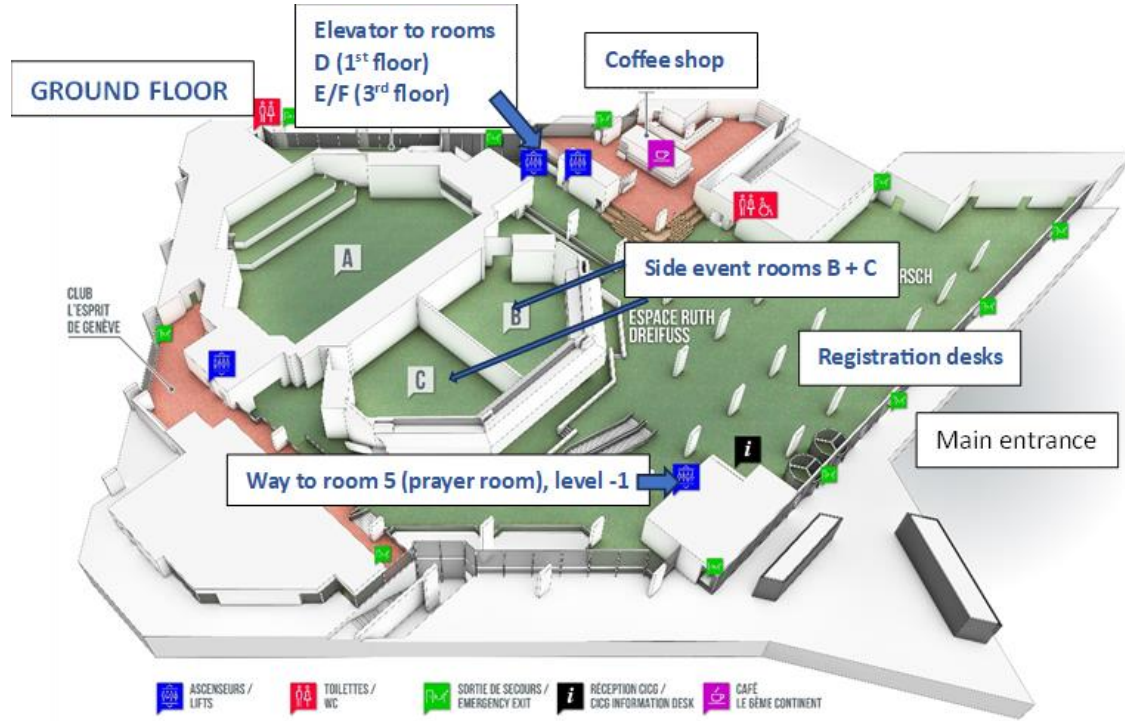 Elevator to rooms
D (1st floor)
E/F (3rd floor)
Coffee shop
GROUND FLOOR
A
Side event rooms B + C
RSCH
B
ESPACE RUTH
DREIFUSS
CLUB
L'ESPRIT
DE GENÈVE
C
Registration desks
Main entrance
i
Way to room 5 (prayer room), level -1
ASCENSEURS /
LIFTS
TOILETTES /
WC
SORTIE DE SECOURS /
EMERGENCY EXIT
i
RÉCEPTION CICG /
CICG INFORMATION DESK
CAFÉ
LE 6ÈME CONTINENT